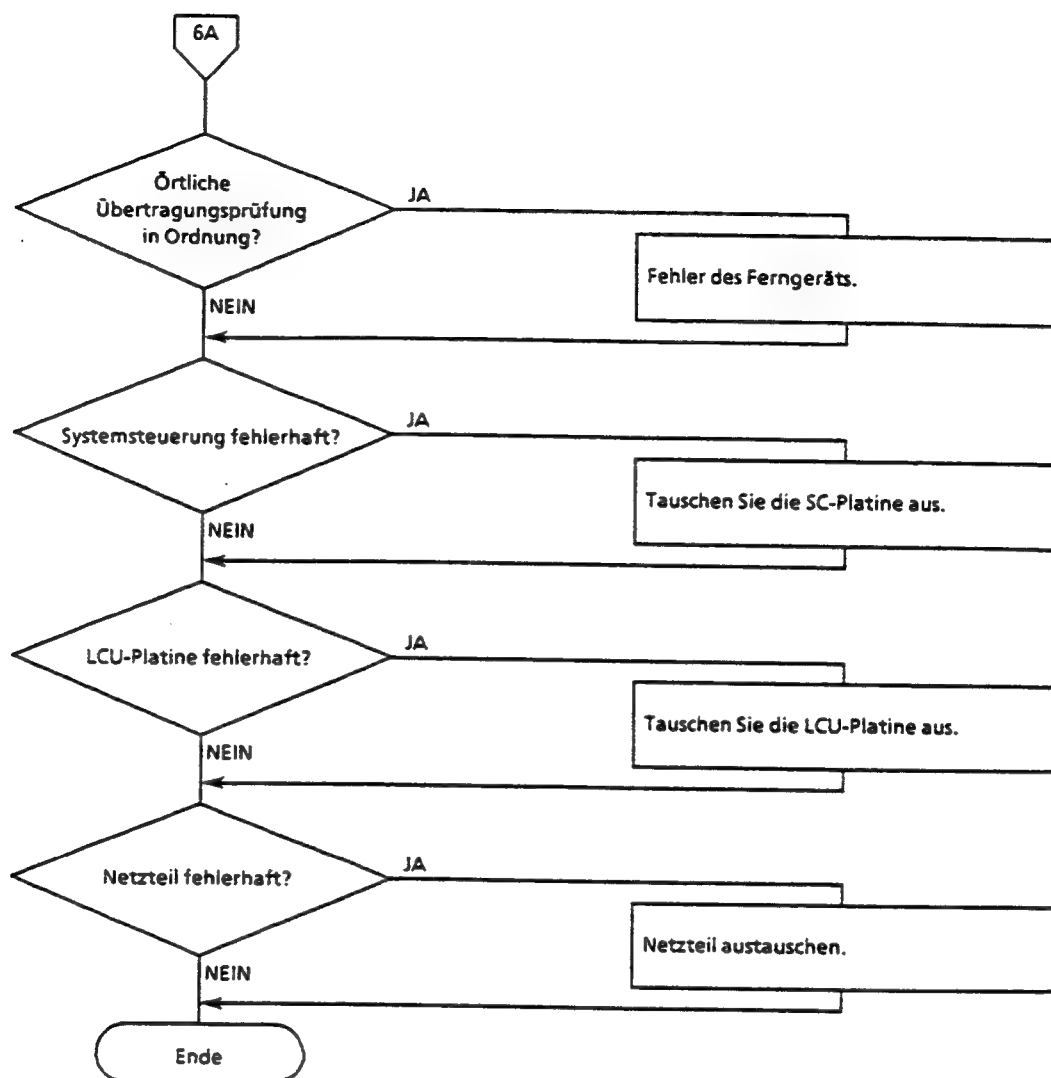 6A
Örtliche
Übertragungsprüfung
in Ordnung?
JA
Fehler des Ferngeräts.
NEIN
Systemsteuerung fehlerhaft?
JA
Tauschen Sie die SC-Platine aus.
NEIN
LCU-Platine fehlerhaft?
JA
Tauschen Sie die LCU-Platine aus.
NEIN
Netzteil fehlerhaft?
JA
Netzteil austauschen.
NEIN
Ende